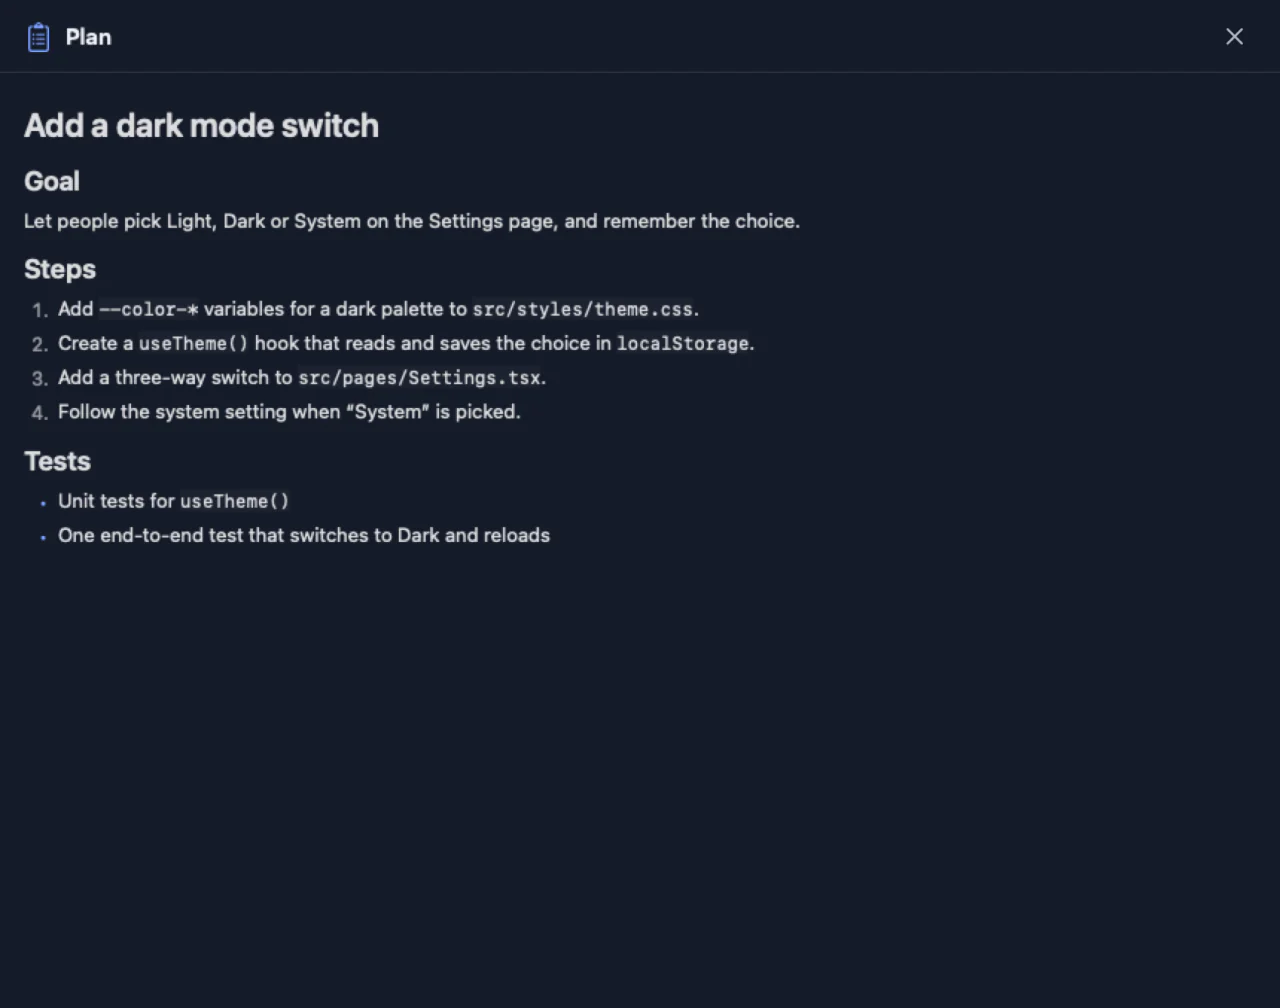 Plan
Add a dark mode switch
Goal
Let people pick Light, Dark or System on the Settings page, and remember the choice.
Steps
1. Add --color-* variables for a dark palette to src/styles/theme.css.
2. Create a useTheme() hook that reads and saves the choice in localStorage.
3. Add a three-way switch to src/pages/Settings.tsx.
4. Follow the system setting when “System” is picked.
Tests
• Unit tests for useTheme()
• One end-to-end test that switches to Dark and reloads